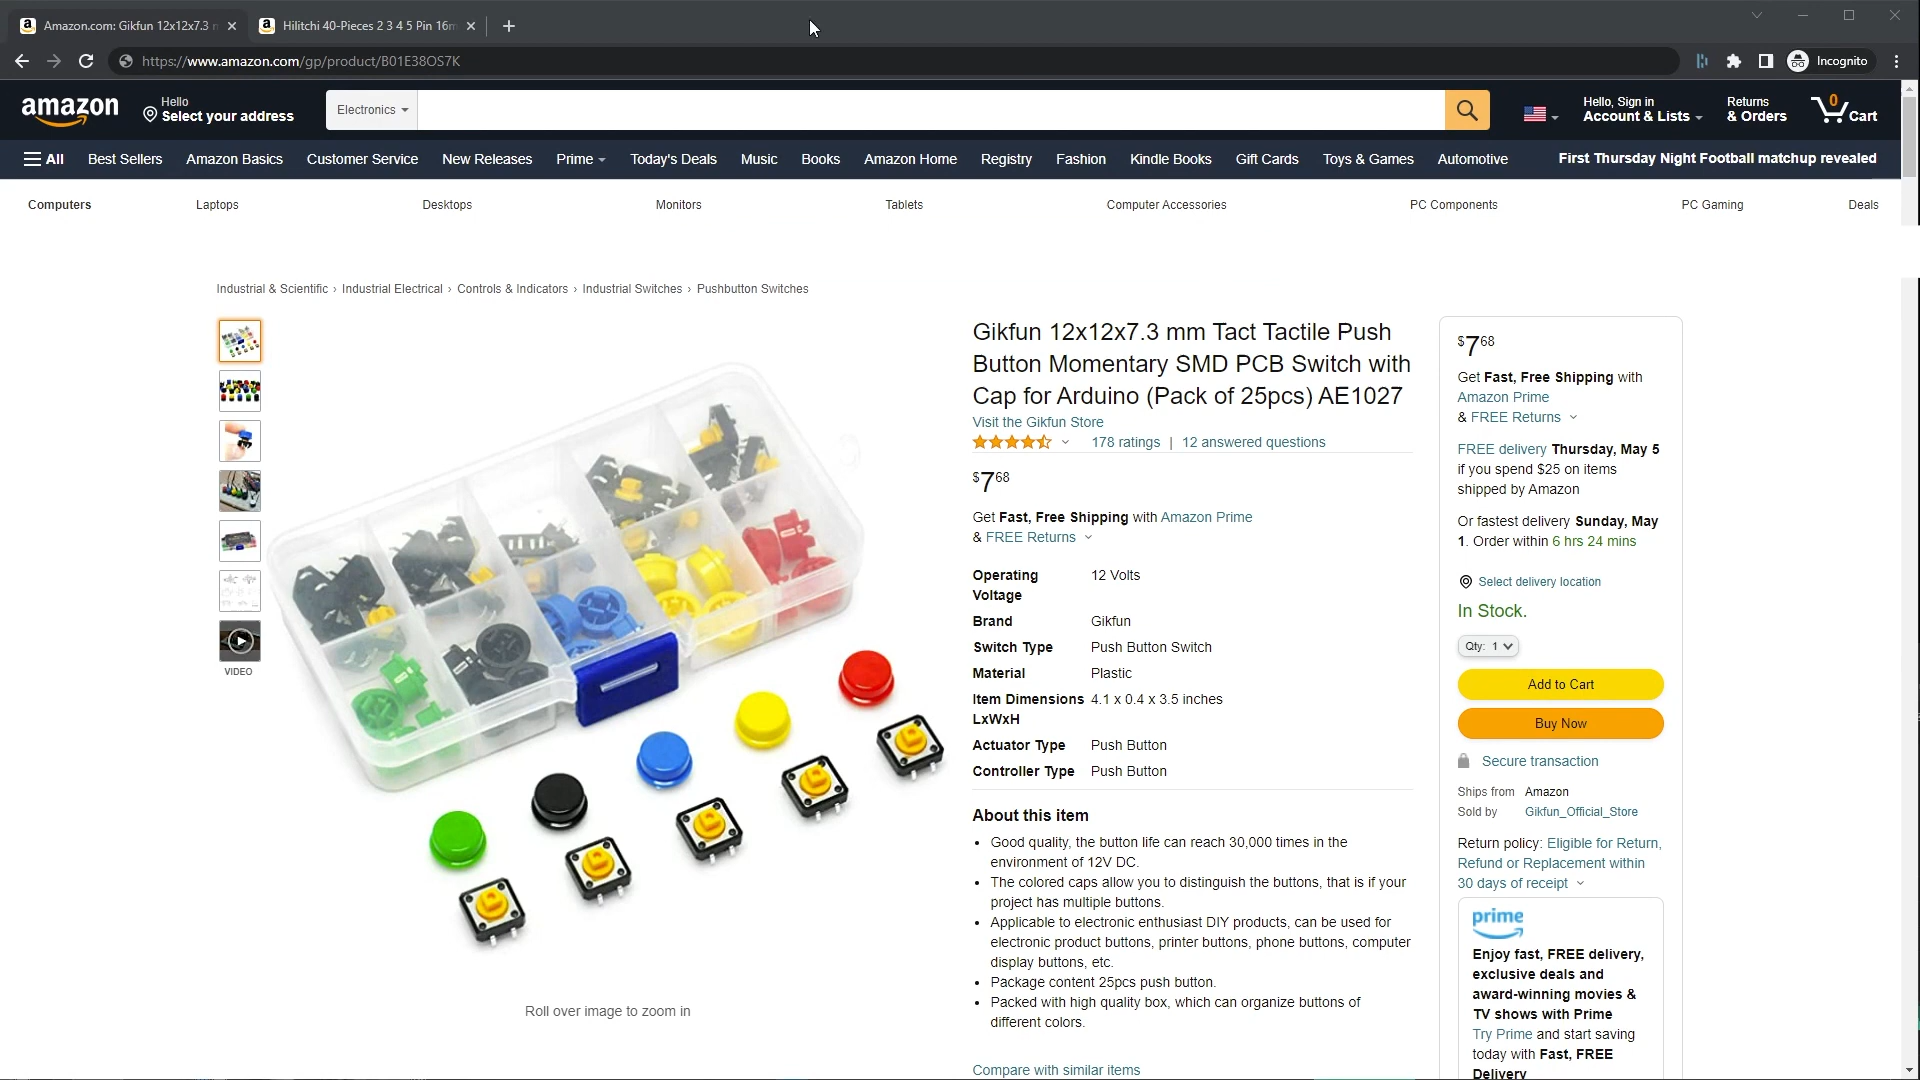 Amazon.com: Gikfun 12x12x7.3 m
Hilitchi 40-Pieces 2 3 4 5 Pin 16m
https://www.amazon.com/gp/product/B01E38OS7K
Incognito
amazon
Hello
Select your address
Electronics
Hello, Sign in
Account & Lists
Returns
& Orders
0
Cart
All
Best Sellers
Amazon Basics
Customer Service
New Releases
Prime
Today's Deals
Music
Books
Amazon Home
Registry
Fashion
Kindle Books
Gift Cards
Toys & Games
Automotive
First Thursday Night Football matchup revealed
Computers
Laptops
Desktops
Monitors
Tablets
Computer Accessories
PC Components
PC Gaming
Deals
Industrial & Scientific › Industrial Electrical › Controls & Indicators › Industrial Switches › Pushbutton Switches
VIDEO
Roll over image to zoom in
Gikfun 12x12x7.3 mm Tact Tactile Push
Button Momentary SMD PCB Switch with
Cap for Arduino (Pack of 25pcs) AE1027
Visit the Gikfun Store
178 ratings | 12 answered questions
$7 68
Get Fast, Free Shipping with Amazon Prime
& FREE Returns
Operating Voltage 12 Volts
Brand Gikfun
Switch Type Push Button Switch
Material Plastic
Item Dimensions LxWxH 4.1 x 0.4 x 3.5 inches
Actuator Type Push Button
Controller Type Push Button
About this item
• Good quality, the button life can reach 30,000 times in the
environment of 12V DC.
• The colored caps allow you to distinguish the buttons, that is if your
project has multiple buttons.
• Applicable to electronic enthusiast DIY products, can be used for
electronic product buttons, printer buttons, phone buttons, computer
display buttons, etc.
• Package content 25pcs push button.
• Packed with high quality box, which can organize buttons of
different colors.
Compare with similar items
$7 68
Get Fast, Free Shipping with
Amazon Prime
& FREE Returns
FREE delivery Thursday, May 5
if you spend $25 on items
shipped by Amazon
Or fastest delivery Sunday, May
1. Order within 6 hrs 24 mins
Select delivery location
In Stock.
Qty: 1
Add to Cart
Buy Now
Secure transaction
Ships from Amazon
Sold by Gikfun_Official_Store
Return policy: Eligible for Return,
Refund or Replacement within
30 days of receipt
prime
Enjoy fast, FREE delivery,
exclusive deals and
award-winning movies &
TV shows with Prime
Try Prime and start saving
today with Fast, FREE
Delivery